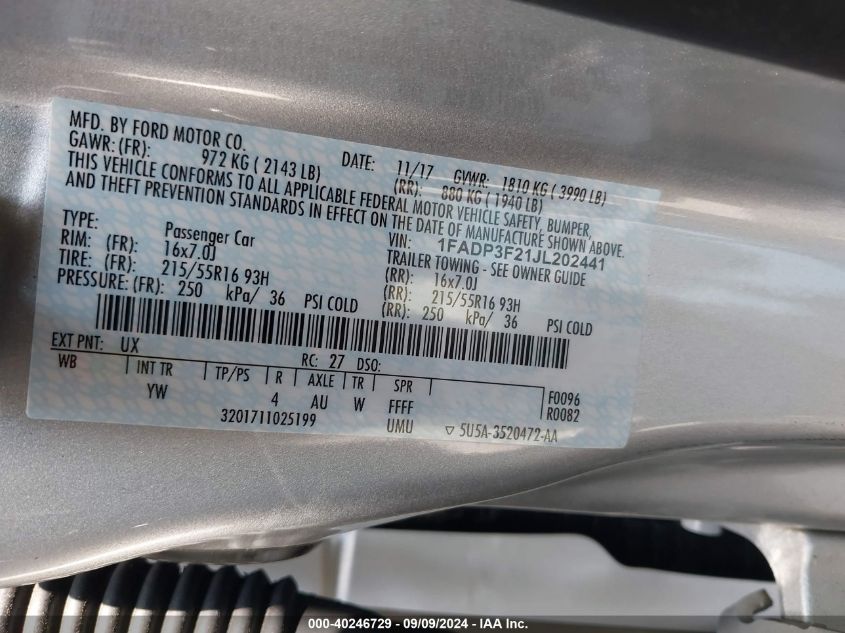 MFD. BY FORD MOTOR CO.
DATE: 11/17 GVWR: 1810 KG ( 3990 LB)
GAWR: (FR): 972 KG ( 2143 LB) (RR): 880 KG ( 1940 LB)
THIS VEHICLE CONFORMS TO ALL APPLICABLE FEDERAL MOTOR VEHICLE SAFETY, BUMPER,
AND THEFT PREVENTION STANDARDS IN EFFECT ON THE DATE OF MANUFACTURE SHOWN ABOVE.
VIN: 1FADP3F21JL202441
TYPE: Passenger Car TRAILER TOWING - SEE OWNER GUIDE
RIM: (FR): 16x7.0J (RR): 16x7.0J
TIRE: (FR): 215/55R16 93H (RR): 215/55R16 93H
PRESSURE: (FR): 250 kPa/ 36 PSI COLD (RR): 250 kPa/ 36 PSI COLD
EXT PNT: UX RC: 27 DSO:
WB INT TR TP/PS R AXLE TR SPR F0096
YW 4 AU W FFFF R0082
3201711025199 UMU ▽ 5U5A-3520472-AA
000-40246729 - 09/09/2024 - IAA Inc.